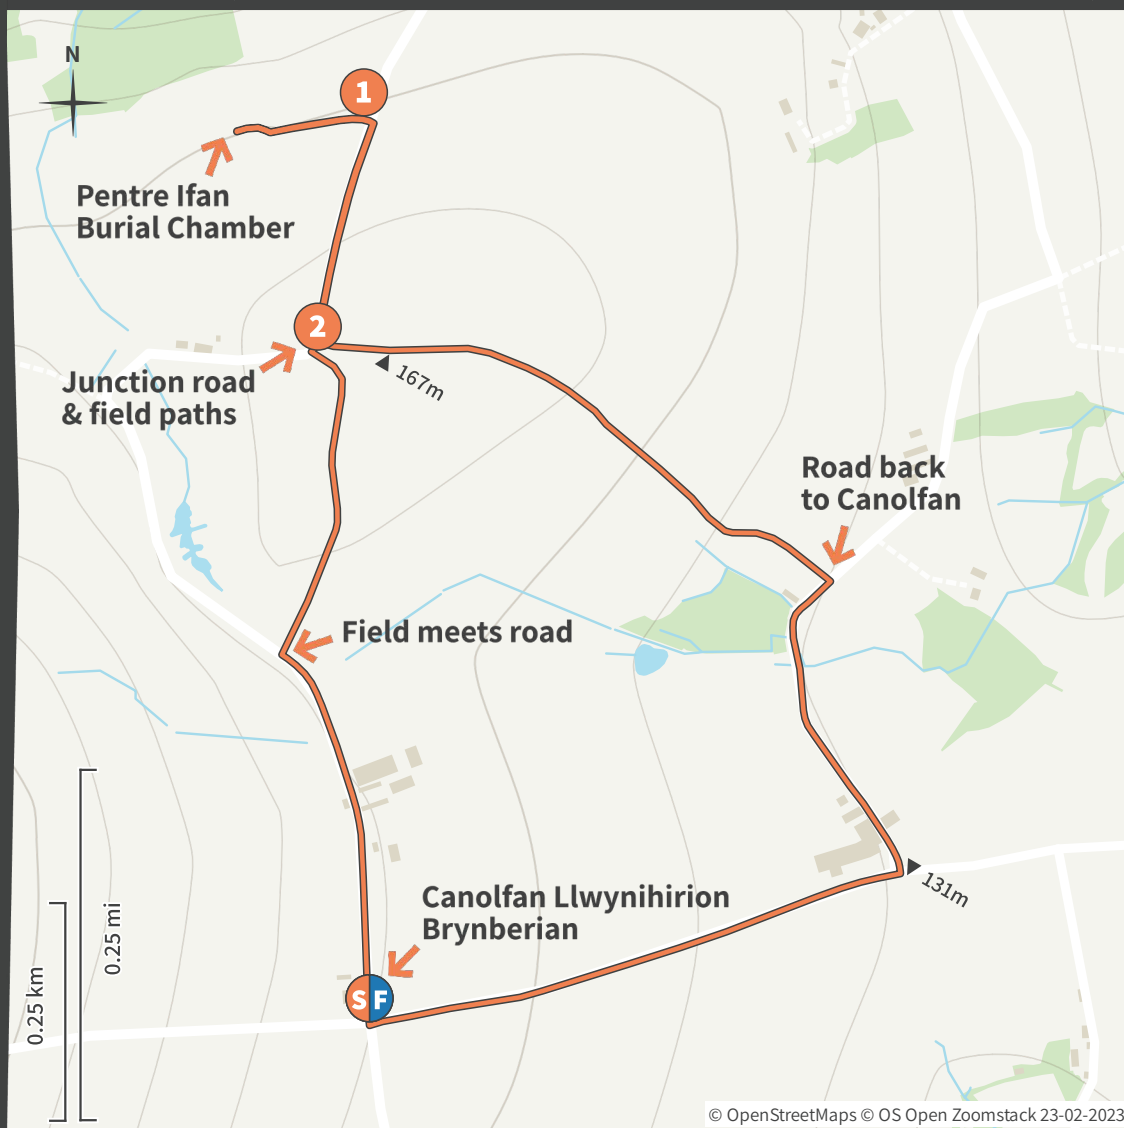 N
1
Pentre Ifan
Burial Chamber
2
167m
Junction road
& field paths
Road back
to Canolfan
Field meets road
131m
Canolfan Llwynihirion
Brynberian
S F
0.25 mi
0.25 km
© OpenStreetMaps © OS Open Zoomstack 23-02-2023